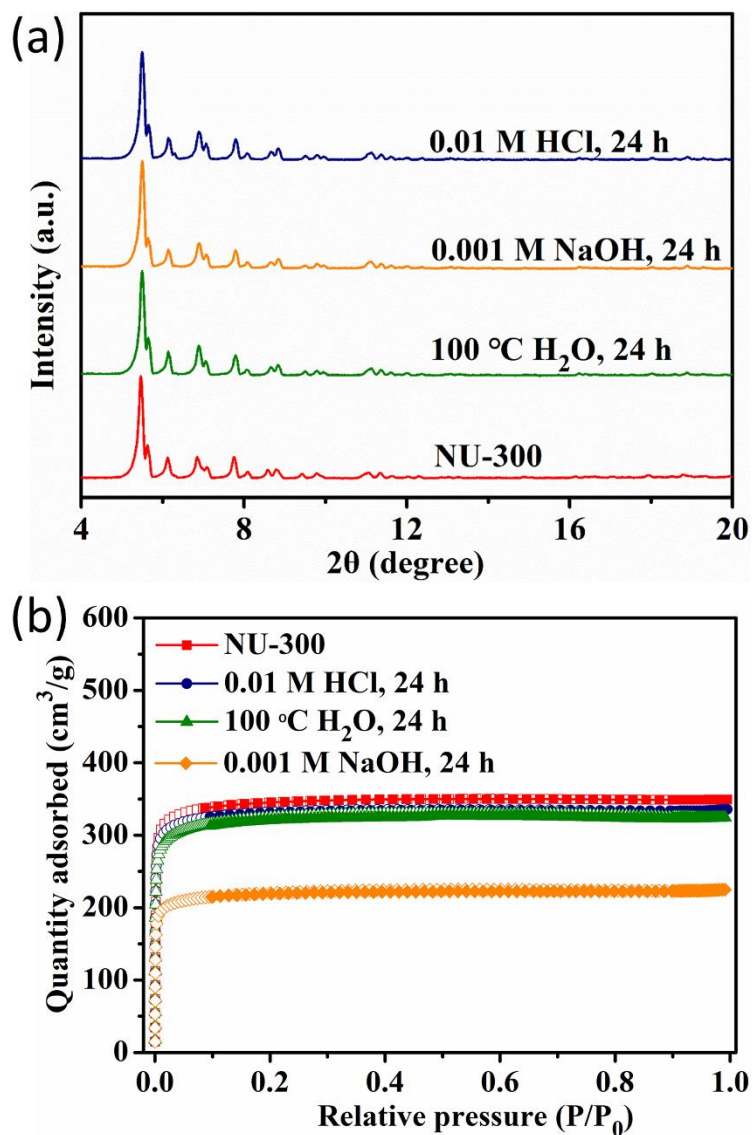 (a)
0.01 M HCl, 24 h
0.001 M NaOH, 24 h
100 °C H₂O, 24 h
NU-300
Intensity (a.u.)
4 8 12 16 20
2θ (degree)
(b)
600
500
400
300
200
100
0
Quantity adsorbed (cm³/g)
NU-300
0.01 M HCl, 24 h
100 °C H₂O, 24 h
0.001 M NaOH, 24 h
0.0 0.2 0.4 0.6 0.8 1.0
Relative pressure (P/P₀)